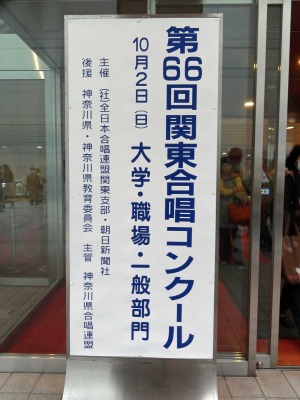 第66回関東合唱コンクール
10月2日(日) 大学・職場・一般部門
主催 (社)全日本合唱連盟関東支部・朝日新聞社
後援 神奈川県・神奈川県教育委員会 主管 神奈川県合唱連盟